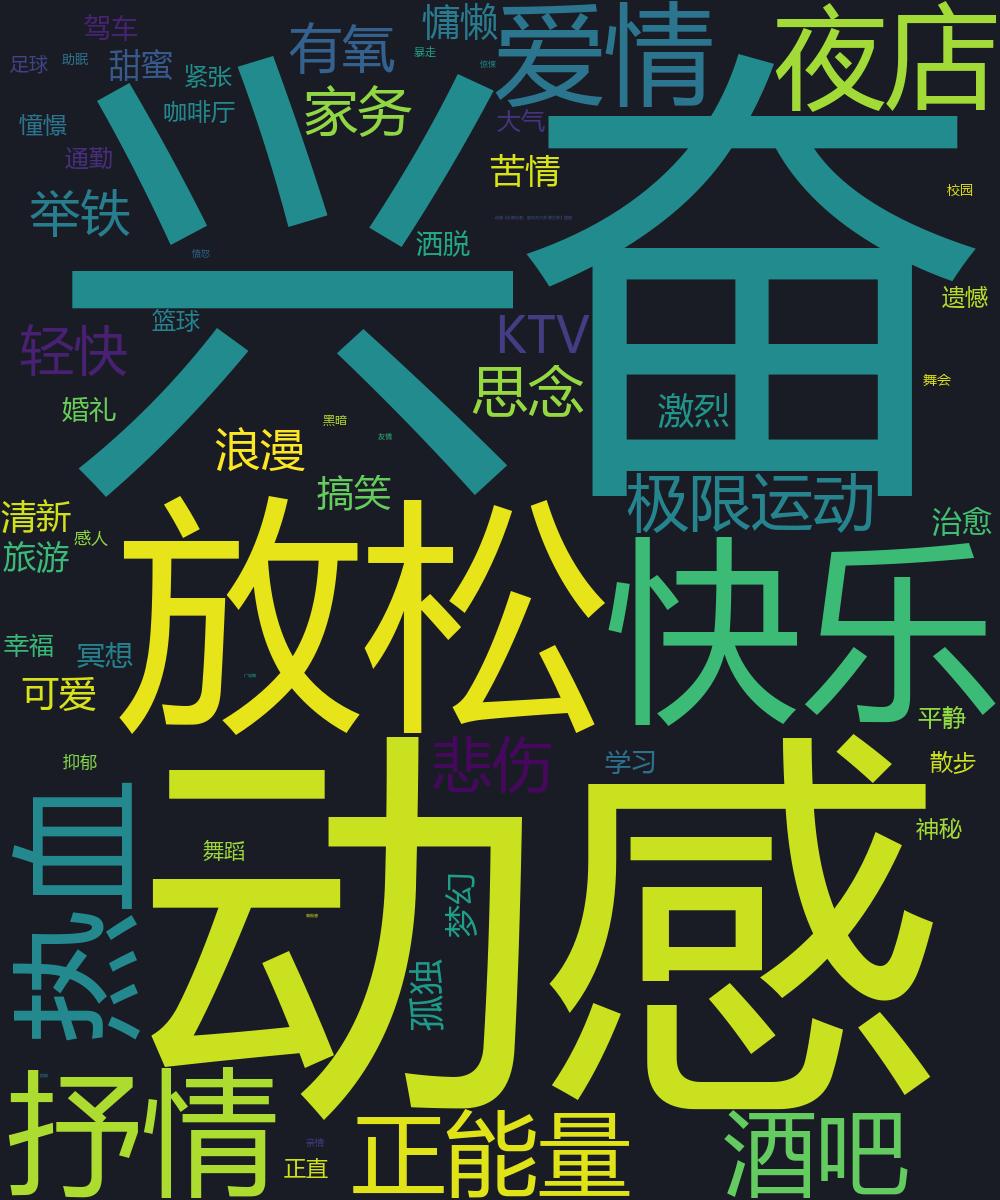 驾车
慵懒
爱情
夜店
足球
助眠
甜蜜
有氧
暴走
紧张
惊悚
咖啡厅
家务
憧憬
大气
通勤
苦情
校园
举铁
兴奋
洒脱
愤怒
遗憾
篮球
轻快
KTV
思念
舞会
婚礼
激烈
黑暗
友情
浪漫
搞笑
极限运动
清新
感人
旅游
治愈
放松
快乐
幸福
冥想
可爱
平静
抑郁
悲伤
学习
散步
热血
舞蹈
神秘
动感
梦幻
孤独
抒情
正能量
酒吧
亲情
正直